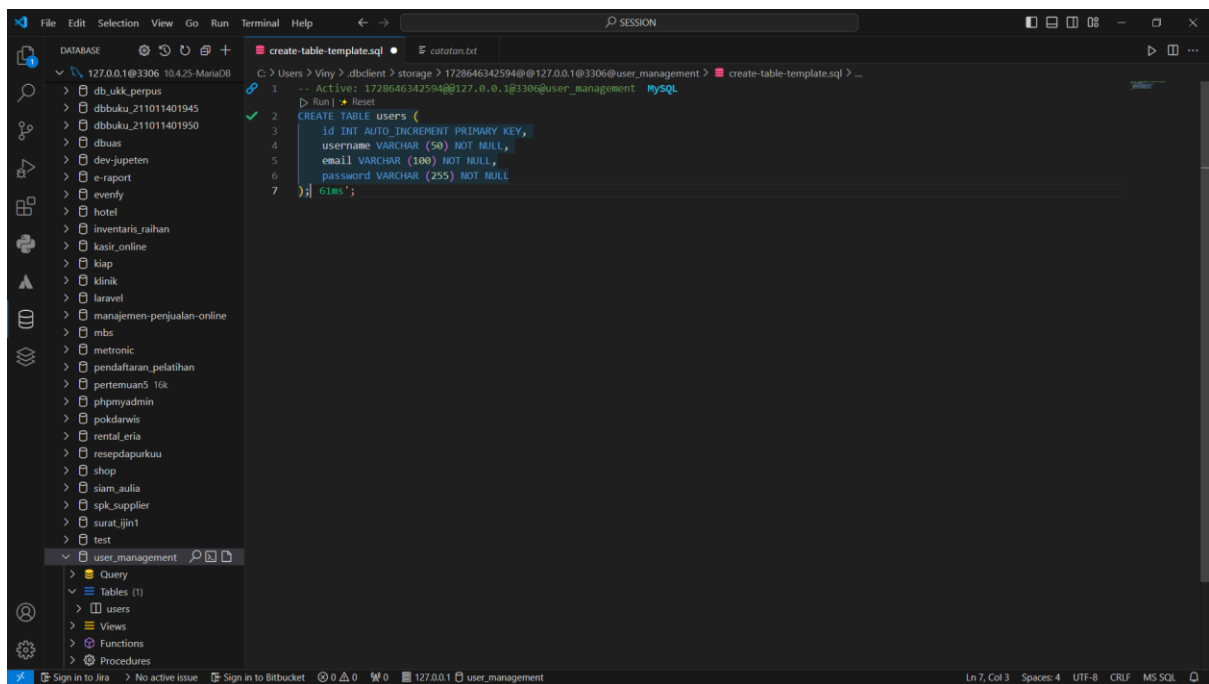 File Edit Selection View Go Run Terminal Help
SESSION
DATABASE
127.0.0.1@3306 10.4.25-MariaDB
db_ukk_perpus
dbbuku_211011401945
dbbuku_211011401950
dbuas
dev-jupeten
e-raport
evenfy
hotel
inventaris_raihan
kasir_online
kiap
klinik
laravel
manajemen-penjualan-online
mbs
metronic
pendaftaran_pelatihan
pertemuan5 16k
phpmyadmin
pokdarwis
rental_eria
resepdapurkuu
shop
siam_aulia
spk_supplier
surat_ijin1
test
user_management
Query
Tables (1)
users
Views
Functions
Procedures
create-table-template.sql catatan.txt
C: > Users > Viny > .dbclient > storage > 1728646342594@@127.0.0.1@3306@user_management > create-table-template.sql > ...
1 -- Active: 1728646342594@@127.0.0.1@3306@user_management MySQL
Run | Reset
2 CREATE TABLE users (
3 id INT AUTO_INCREMENT PRIMARY KEY,
4 username VARCHAR (50) NOT NULL,
5 email VARCHAR (100) NOT NULL,
6 password VARCHAR (255) NOT NULL
7 ); 61ms';
Sign in to Jira No active issue Sign in to Bitbucket 0 0 0 127.0.0.1 user_management Ln 7, Col 3 Spaces: 4 UTF-8 CRLF MS SQL